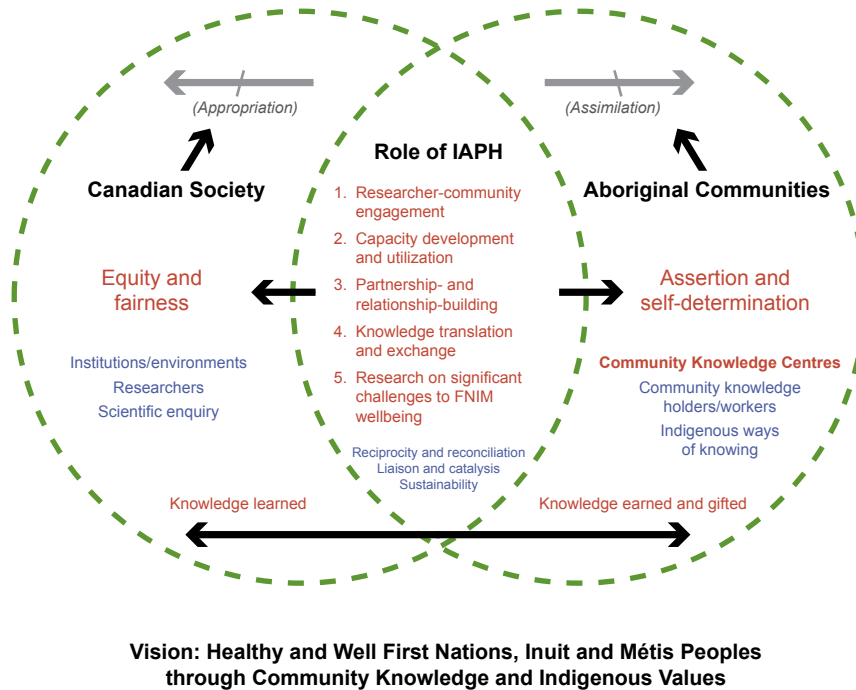 (Appropriation)
(Assimilation)
Canadian Society
Role of IAPH
Aboriginal Communities
Equity and
fairness
Institutions/environments
Researchers
Scientific enquiry
1. Researcher-community
engagement
2. Capacity development
and utilization
3. Partnership- and
relationship-building
4. Knowledge translation
and exchange
5. Research on significant
challenges to FNIM
wellbeing
Reciprocity and reconciliation
Liaison and catalysis
Sustainability
Assertion and
self-determination
Community Knowledge Centres
Community knowledge
holders/workers
Indigenous ways
of knowing
Knowledge learned
Knowledge earned and gifted
Vision: Healthy and Well First Nations, Inuit and Métis Peoples
through Community Knowledge and Indigenous Values